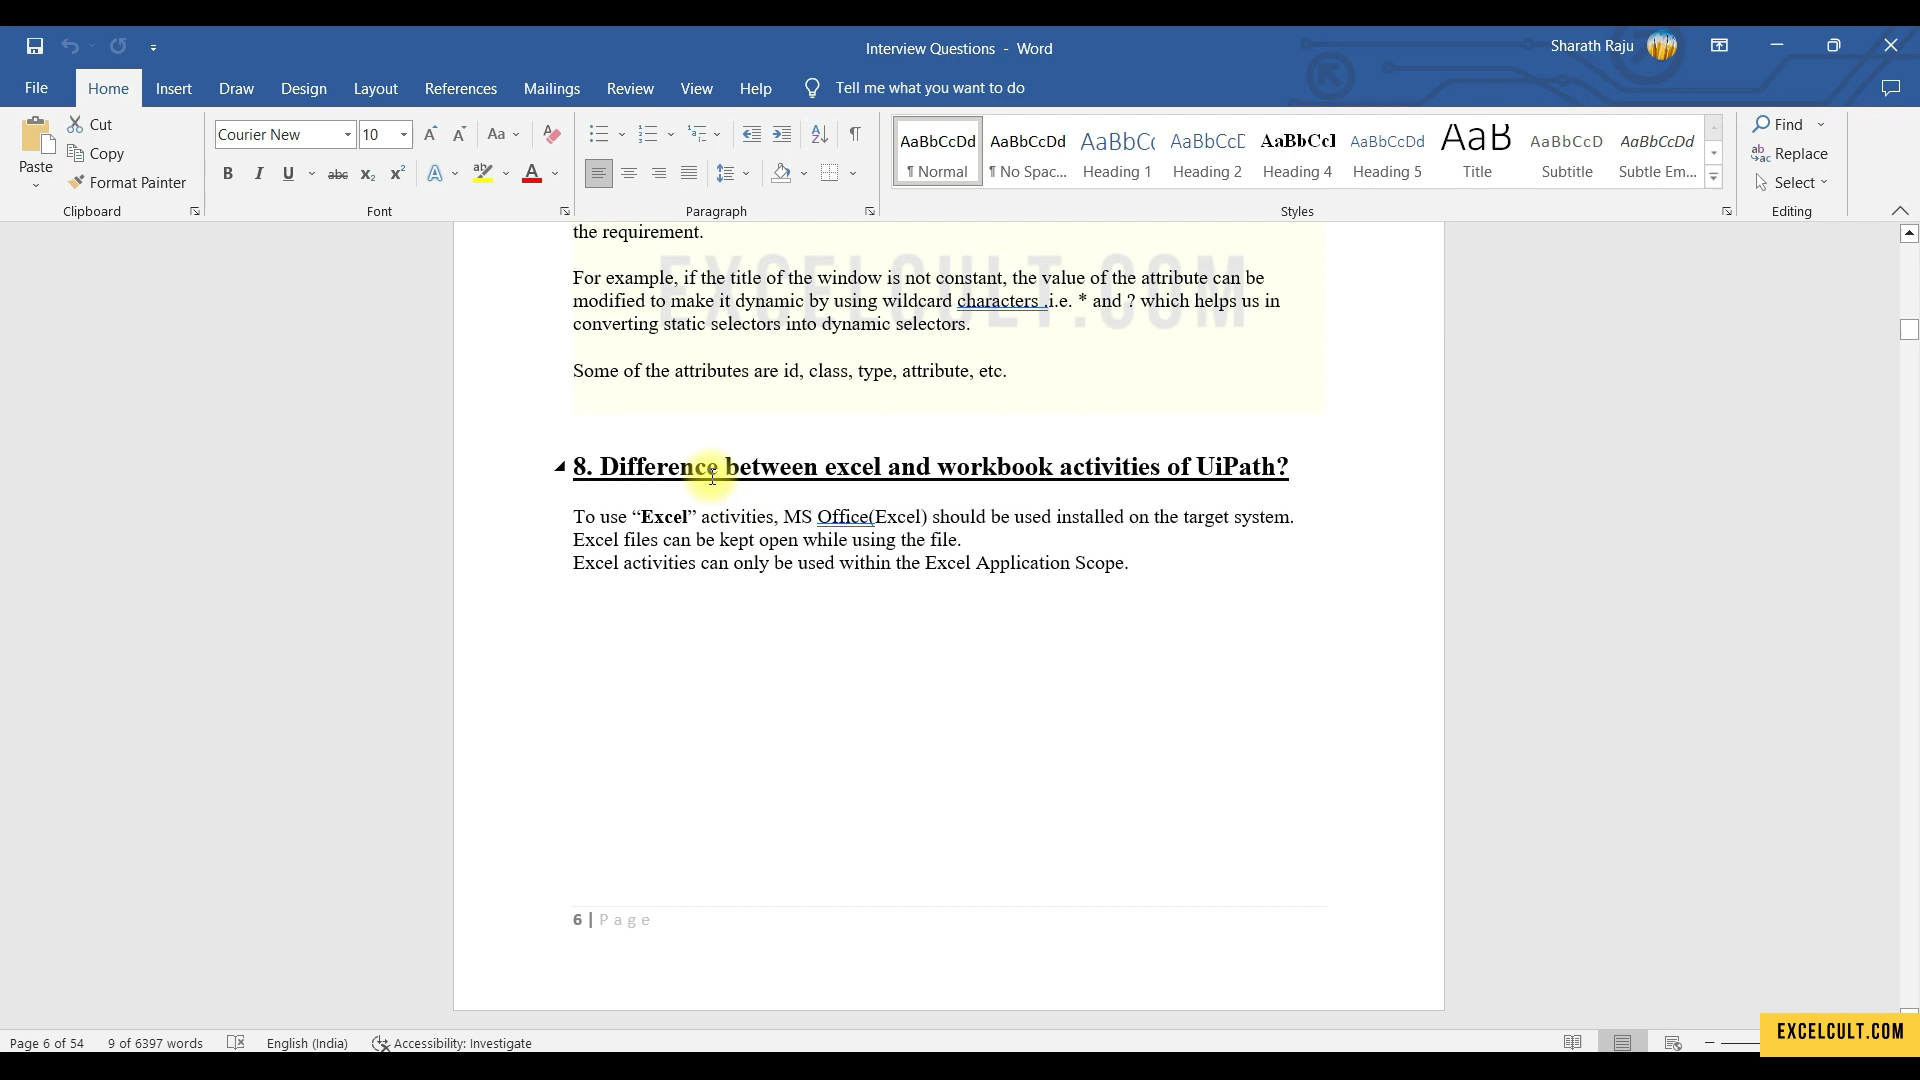 Interview Questions - Word
Sharath Raju
File Home Insert Draw Design Layout References Mailings Review View Help Tell me what you want to do
Paste
Cut
Copy
Format Painter
Clipboard
Courier New 10
Aa
B I U abc x₂ x² A ab A
Font
Paragraph
AaBbCcDd AaBbCcDd AaBbC( AaBbCcD AaBbCcI AaBbCcDd AaB AaBbCcD AaBbCcDd
¶ Normal ¶ No Spac... Heading 1 Heading 2 Heading 4 Heading 5 Title Subtitle Subtle Em...
Styles
Find
Replace
Select
Editing
the requirement.
EXCELCULT.COM
For example, if the title of the window is not constant, the value of the attribute can be
modified to make it dynamic by using wildcard characters .i.e. * and ? which helps us in
converting static selectors into dynamic selectors.
Some of the attributes are id, class, type, attribute, etc.
8. Difference between excel and workbook activities of UiPath?
To use “Excel” activities, MS Office(Excel) should be used installed on the target system.
Excel files can be kept open while using the file.
Excel activities can only be used within the Excel Application Scope.
6 | Page
Page 6 of 54 9 of 6397 words English (India) Accessibility: Investigate
EXCELCULT.COM